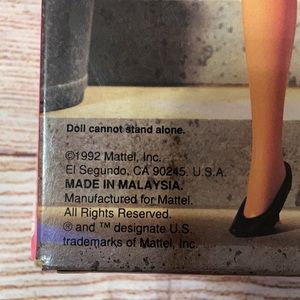 Doll cannot stand alone.
©1992 Mattel, Inc.
El Segundo, CA 90245. U.S.A.
MADE IN MALAYSIA.
Manufactured for Mattel.
All Rights Reserved.
® and ™ designate U.S.
trademarks of Mattel, Inc.